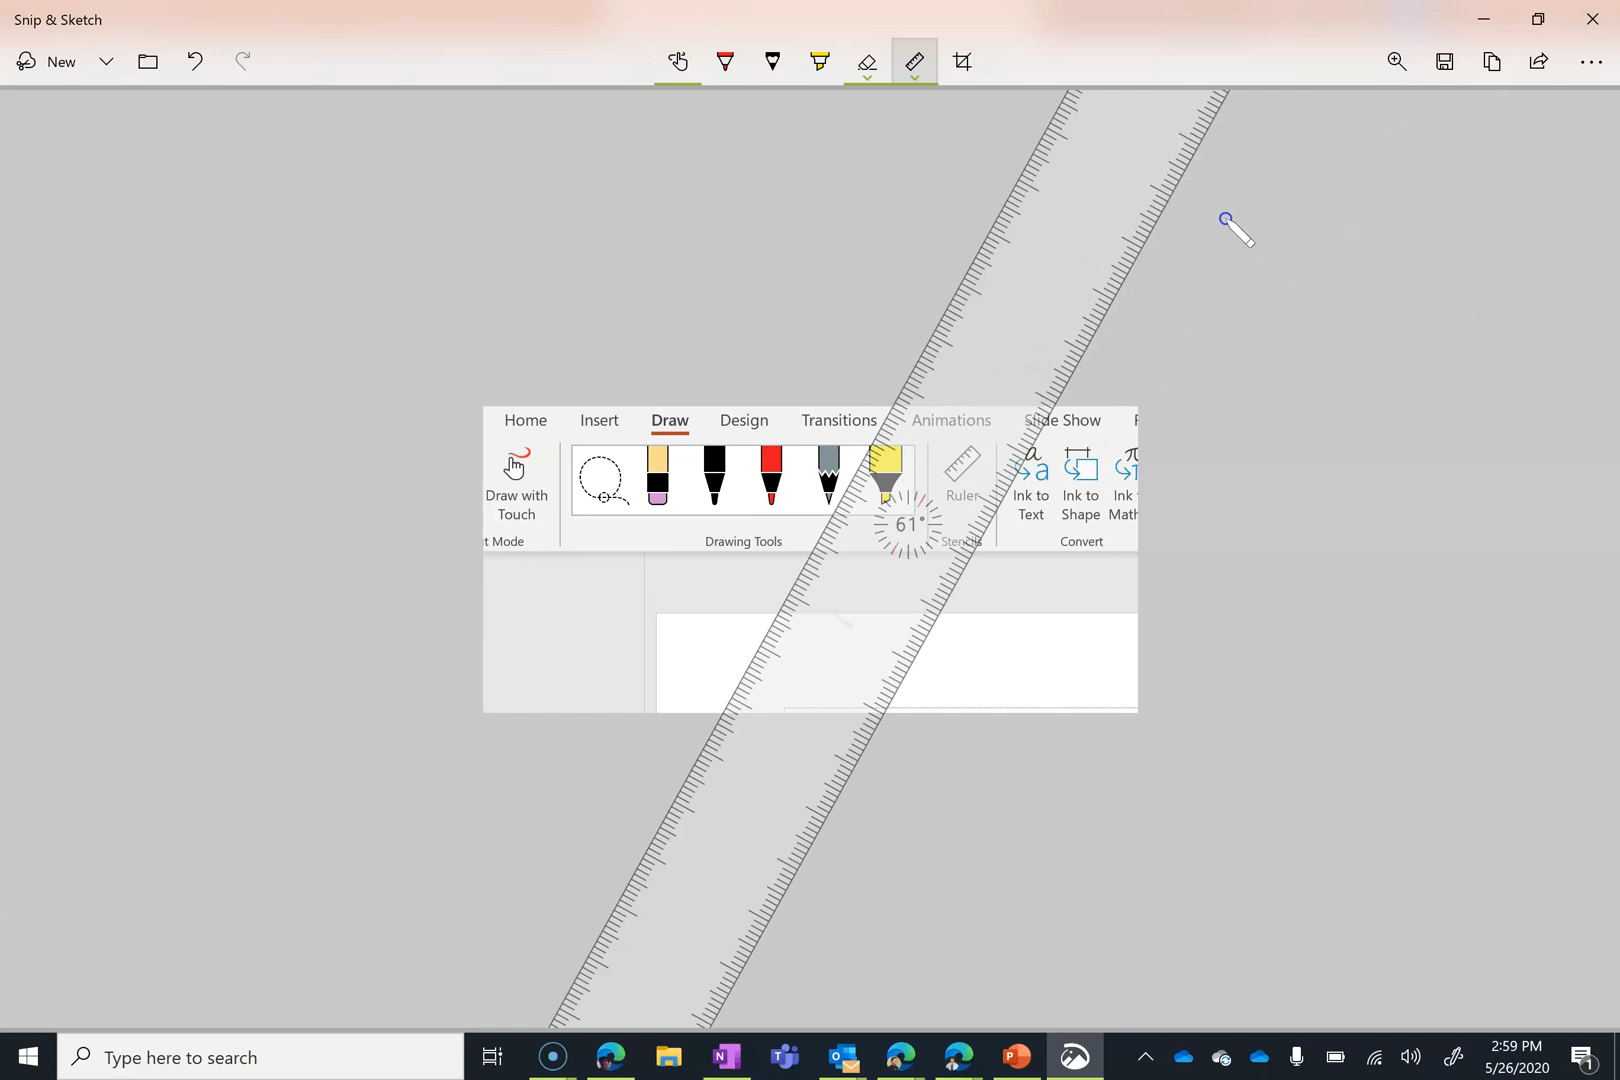 Snip & Sketch
New
Home Insert Draw Design Transitions Animations Slide Show
Draw with Touch
Ruler
Ink to Text
Ink to Shape
Ink
Math
t Mode
Drawing Tools
Stencils
Convert
61°
Type here to search
2:59 PM
5/26/2020
1